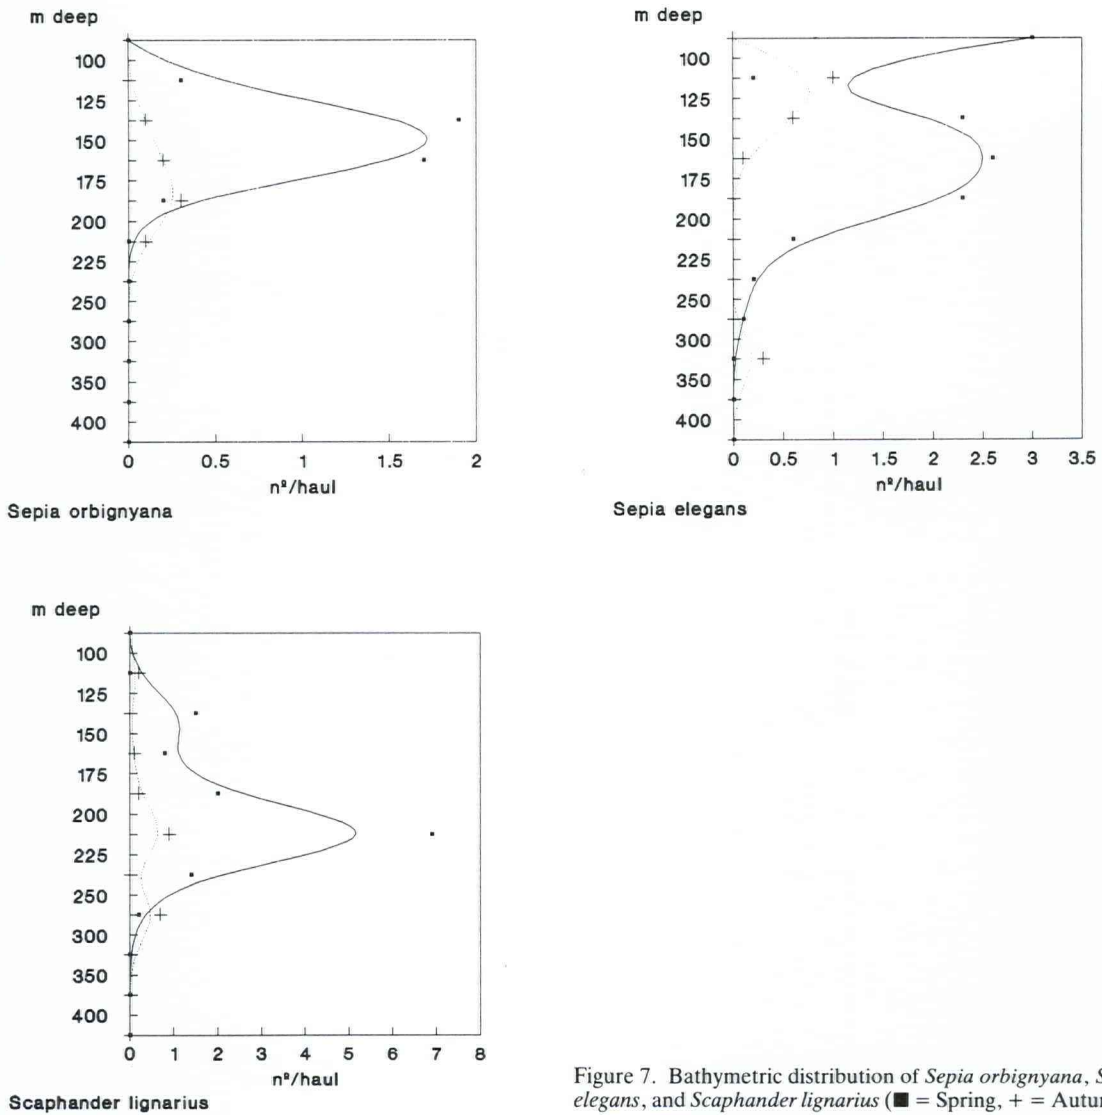 m deep
100
125
150
175
200
225
250
300
350
400
0 0.5 1 1.5 2
nº/haul
Sepia orbignyana
m deep
100
125
150
175
200
225
250
300
350
400
0 0.5 1 1.5 2 2.5 3 3.5
nº/haul
Sepia elegans
m deep
100
125
150
175
200
225
250
300
350
400
0 1 2 3 4 5 6 7 8
nº/haul
Scaphander lignarius
Figure 7. Bathymetric distribution of Sepia orbignyana, S
elegans, and Scaphander lignarius (■ = Spring, + = Autur